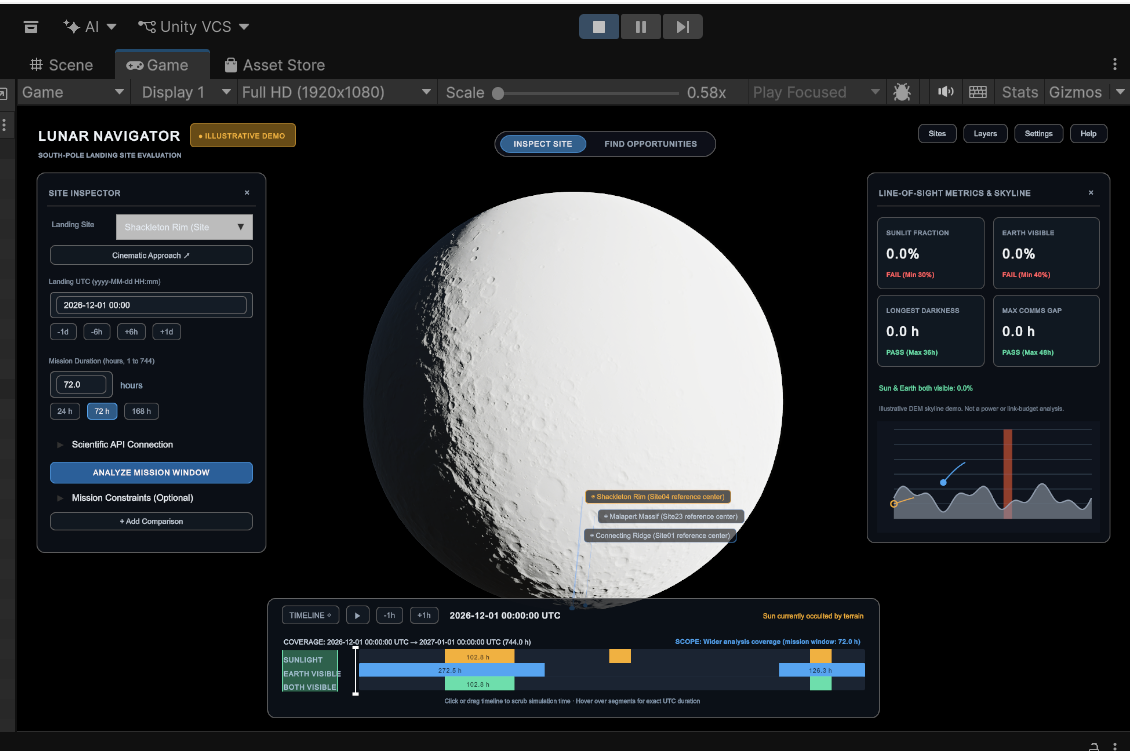 AI
Unity VCS
Scene
Game
Asset Store
Game
Display 1
Full HD (1920x1080)
Scale
0.58x
Play Focused
Stats
Gizmos
LUNAR NAVIGATOR
● ILLUSTRATIVE DEMO
SOUTH-POLE LANDING SITE EVALUATION
INSPECT SITE
FIND OPPORTUNITIES
Sites
Layers
Settings
Help
SITE INSPECTOR
×
Landing Site
Shackleton Rim (Site
Cinematic Approach ↗
Landing UTC (yyyy-MM-dd HH:mm)
2026-12-01 00:00
-1d
-6h
+6h
+1d
Mission Duration (hours, 1 to 744)
72.0
hours
24 h
72 h
168 h
Scientific API Connection
ANALYZE MISSION WINDOW
Mission Constraints (Optional)
+ Add Comparison
Shackleton Rim (Site04 reference center)
Malapert Massif (Site23 reference center)
Connecting Ridge (Site01 reference center)
LINE-OF-SIGHT METRICS & SKYLINE
×
SUNLIT FRACTION
0.0%
FAIL (Min 30%)
EARTH VISIBLE
0.0%
FAIL (Min 40%)
LONGEST DARKNESS
0.0 h
PASS (Max 36h)
MAX COMMS GAP
0.0 h
PASS (Max 48h)
Sun & Earth both visible: 0.0%
Illustrative DEM skyline demo. Not a power or link-budget analysis.
TIMELINE
-1h
+1h
2026-12-01 00:00:00 UTC
Sun currently occulted by terrain
COVERAGE: 2026-12-01 00:00:00 UTC → 2027-01-01 00:00:00 UTC (744.0 h)
SCOPE: Wider analysis coverage (mission window: 72.0 h)
SUNLIGHT
102.8 h
EARTH VISIBLE
272.5 h
126.3 h
BOTH VISIBLE
102.8 h
Click or drag timeline to scrub simulation time · Hover over segments for exact UTC duration